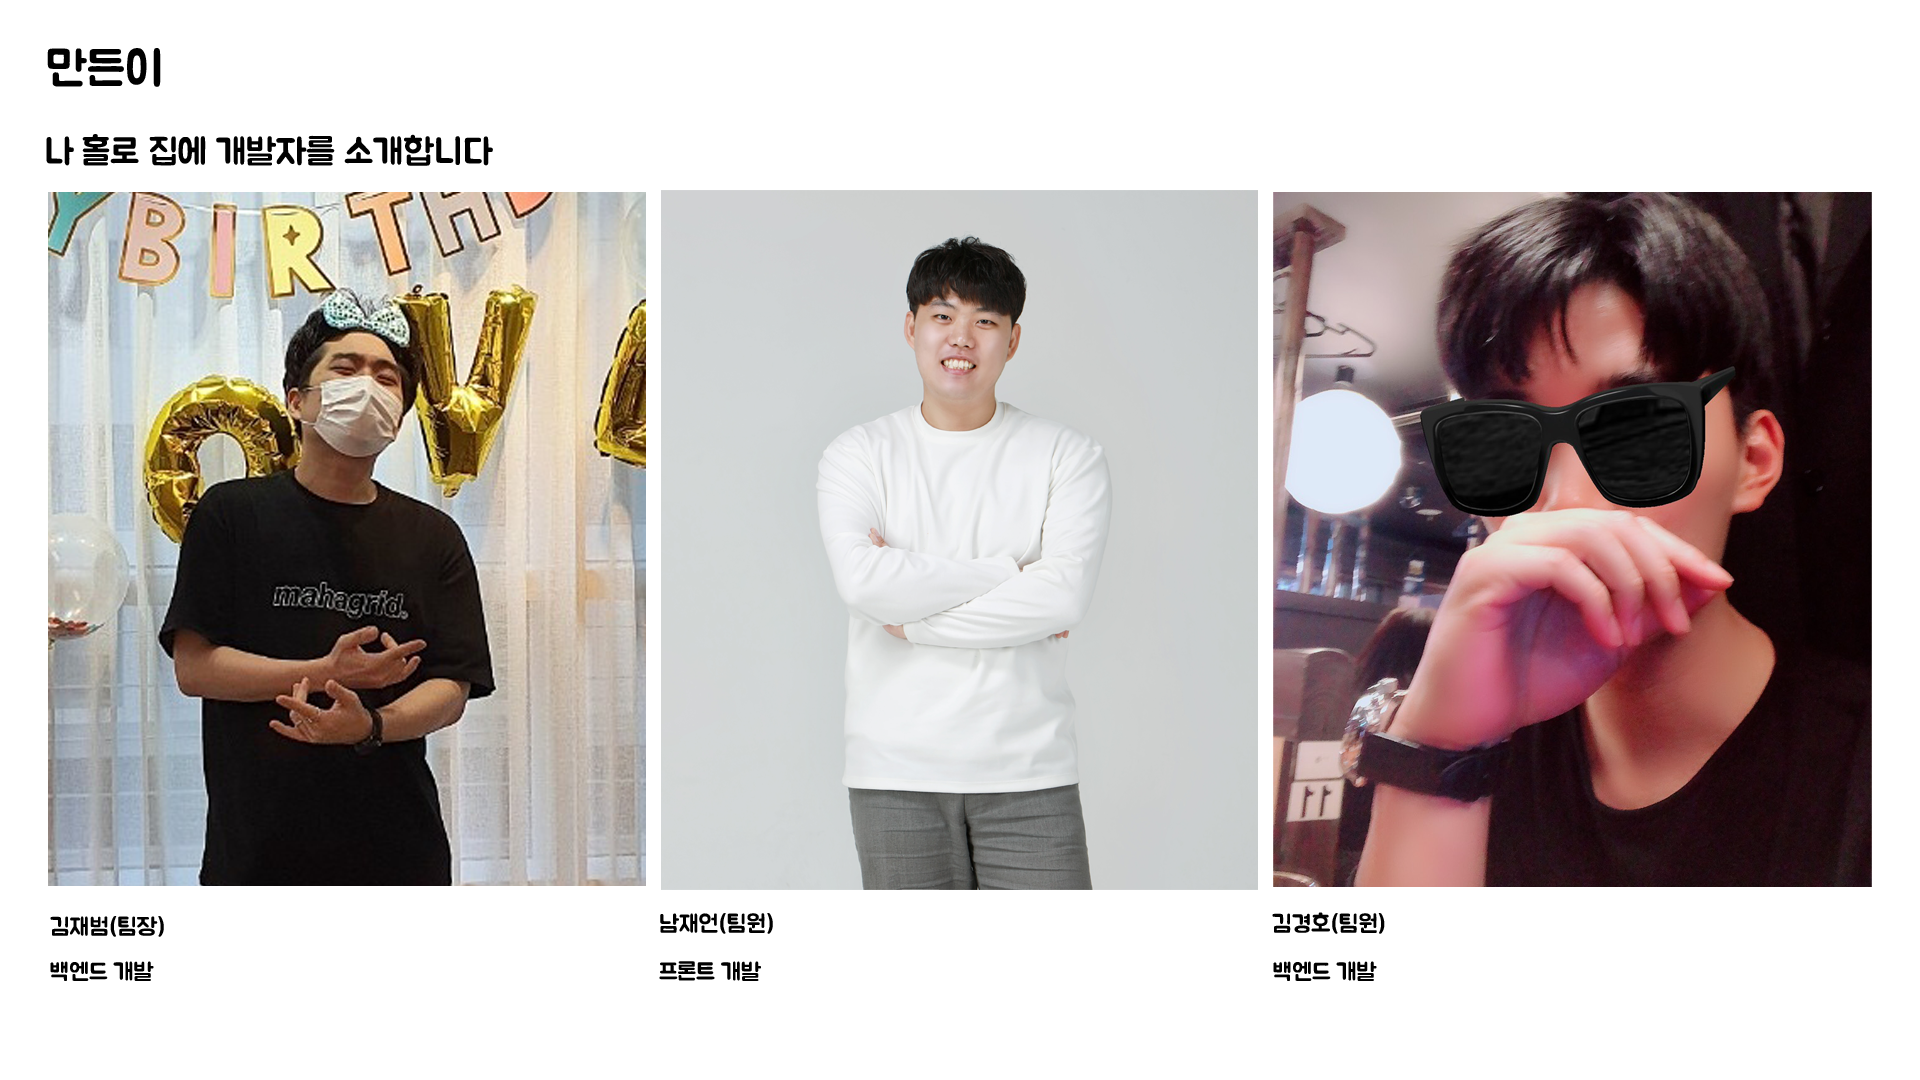 만든이
나 홀로 집에 개발자를 소개합니다
Y BIRTHD
OVE
mahagrid.
김재범(팀장)
남재언(팀원)
김경호(팀원)
백엔드 개발
프론트 개발
백엔드 개발